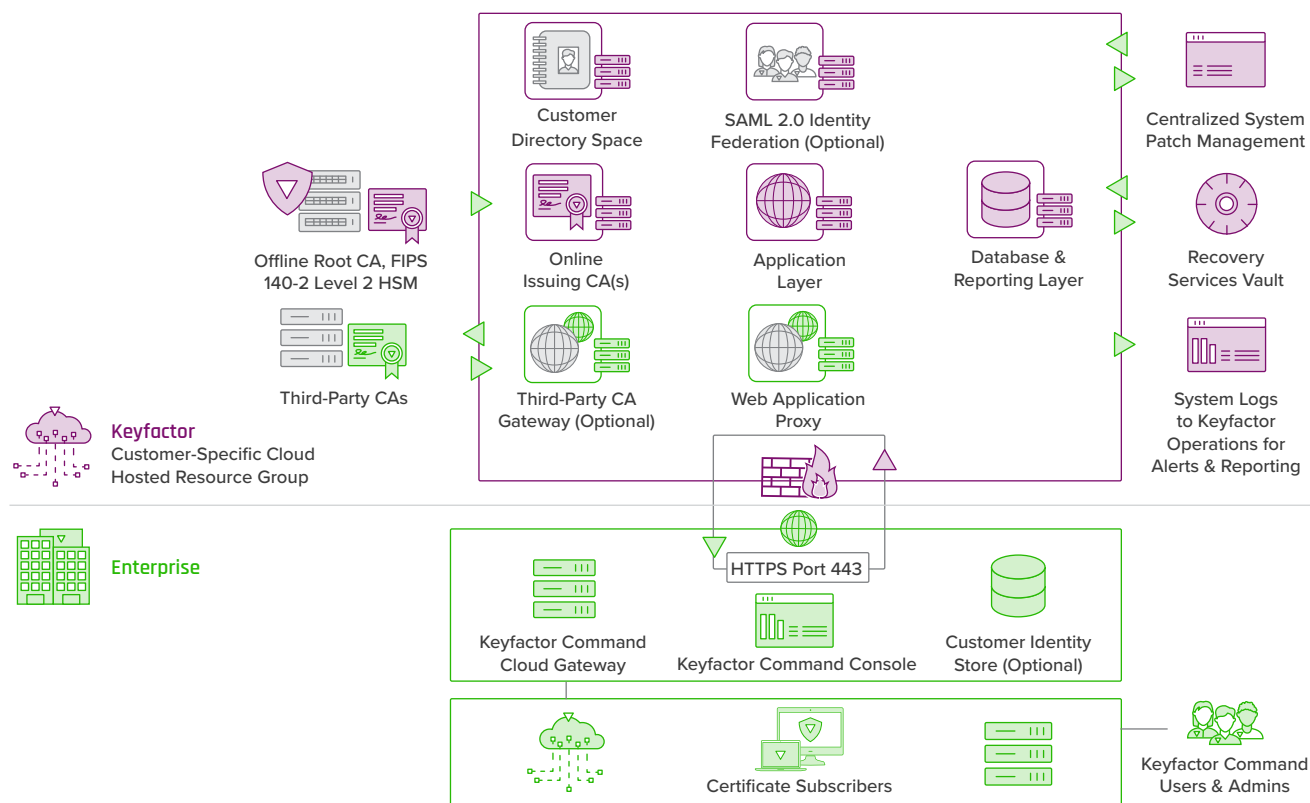 Customer
Directory Space
SAML 2.0 Identity
Federation (Optional)
Centralized System
Patch Management
Offline Root CA, FIPS
140-2 Level 2 HSM
Online
Issuing CA(s)
Application
Layer
Database &
Reporting Layer
Recovery
Services Vault
Third-Party CAs
Third-Party CA
Gateway (Optional)
Web Application
Proxy
System Logs
to Keyfactor
Operations for
Alerts & Reporting
Keyfactor
Customer-Specific Cloud
Hosted Resource Group
Enterprise
HTTPS Port 443
Keyfactor Command
Cloud Gateway
Keyfactor Command Console
Customer Identity
Store (Optional)
Certificate Subscribers
Keyfactor Command
Users & Admins